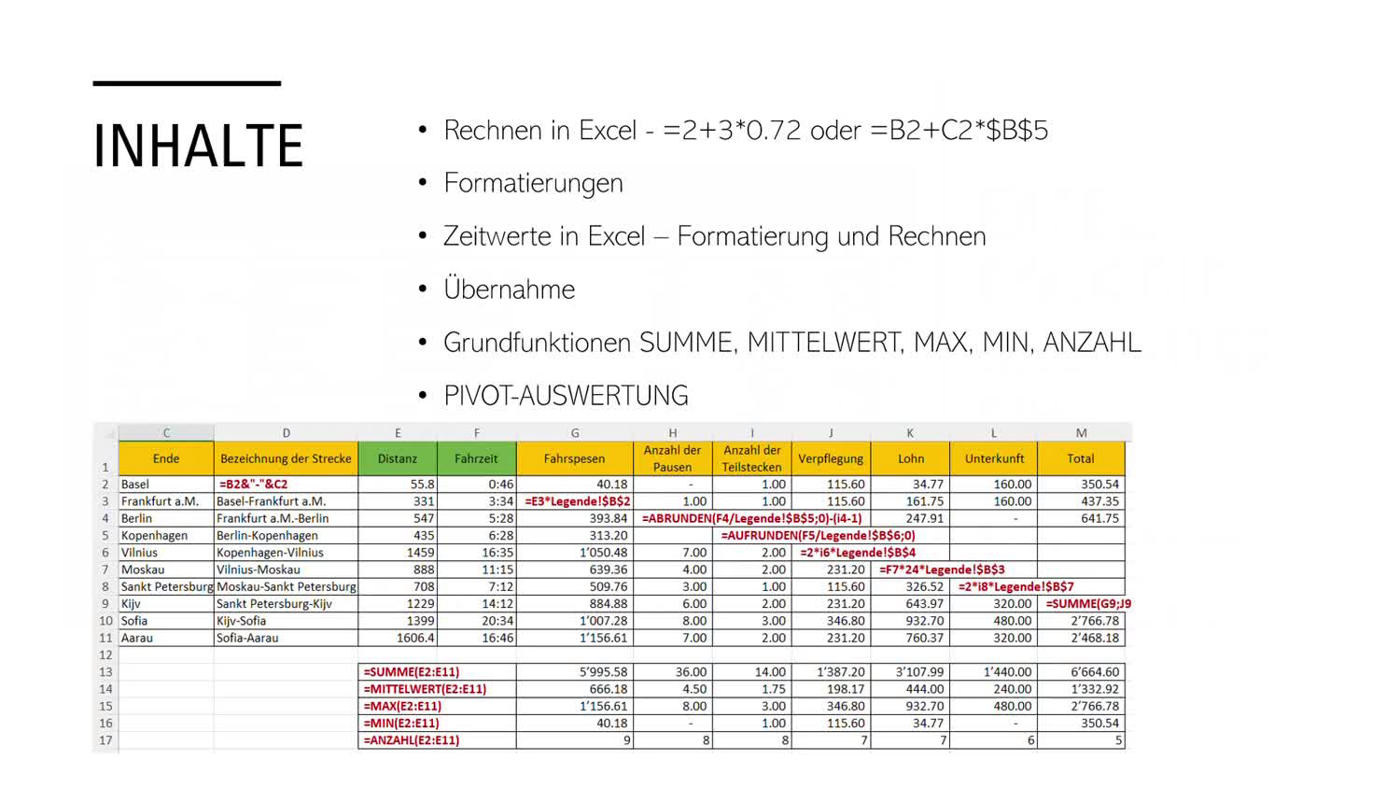 INHALTE
• Rechnen in Excel - =2+3*0.72 oder =B2+C2*$B$5
• Formatierungen
• Zeitwerte in Excel – Formatierung und Rechnen
• Übernahme
• Grundfunktionen SUMME, MITTELWERT, MAX, MIN, ANZAHL
• PIVOT-AUSWERTUNG
C D E F G H I J K L M
1 Ende Bezeichnung der Strecke Distanz Fahrzeit Fahrspesen Anzahl der Pausen Anzahl der Teilstecken Verpflegung Lohn Unterkunft Total
2 Basel =B2&"-"&C2 55.8 0:46 40.18 - 1.00 115.60 34.77 160.00 350.54
3 Frankfurt a.M. Basel-Frankfurt a.M. 331 3:34 =E3*Legende!$B$2 1.00 1.00 115.60 161.75 160.00 437.35
4 Berlin Frankfurt a.M.-Berlin 547 5:28 393.84 =ABRUNDEN(F4/Legende!$B$5;0)-(i4-1) 247.91 - 641.75
5 Kopenhagen Berlin-Kopenhagen 435 6:28 313.20 =AUFRUNDEN(F5/Legende!$B$6;0)
6 Vilnius Kopenhagen-Vilnius 1459 16:35 1’050.48 7.00 2.00 =2*i6*Legende!$B$4
7 Moskau Vilnius-Moskau 888 11:15 639.36 4.00 2.00 231.20 =F7*24*Legende!$B$3
8 Sankt Petersburg Moskau-Sankt Petersburg 708 7:12 509.76 3.00 1.00 115.60 326.52 =2*i8*Legende!$B$7
9 Kijv Sankt Petersburg-Kijv 1229 14:12 884.88 6.00 2.00 231.20 643.97 320.00 =SUMME(G9;J9
10 Sofia Kijv-Sofia 1399 20:34 1’007.28 8.00 3.00 346.80 932.70 480.00 2’766.78
11 Aarau Sofia-Aarau 1606.4 16:46 1’156.61 7.00 2.00 231.20 760.37 320.00 2’468.18
12
13 =SUMME(E2:E11) 5’995.58 36.00 14.00 1’387.20 3’107.99 1’440.00 6’664.60
14 =MITTELWERT(E2:E11) 666.18 4.50 1.75 198.17 444.00 240.00 1’332.92
15 =MAX(E2:E11) 1’156.61 8.00 3.00 346.80 932.70 480.00 2’766.78
16 =MIN(E2:E11) 40.18 - 1.00 115.60 34.77 - 350.54
17 =ANZAHL(E2:E11) 9 8 8 7 7 6 5